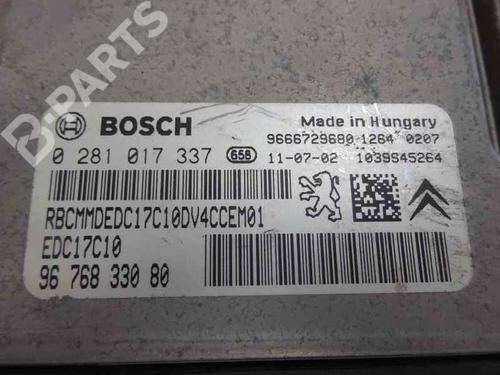 B-PARTS
BOSCH
Made in Hungary
9666729680 1264 0207
0 281 017 337 65B 11-07-02 1039S45264
RBCMMDEDC17C10DV4CCEM01
EDC17C10
96 768 330 80